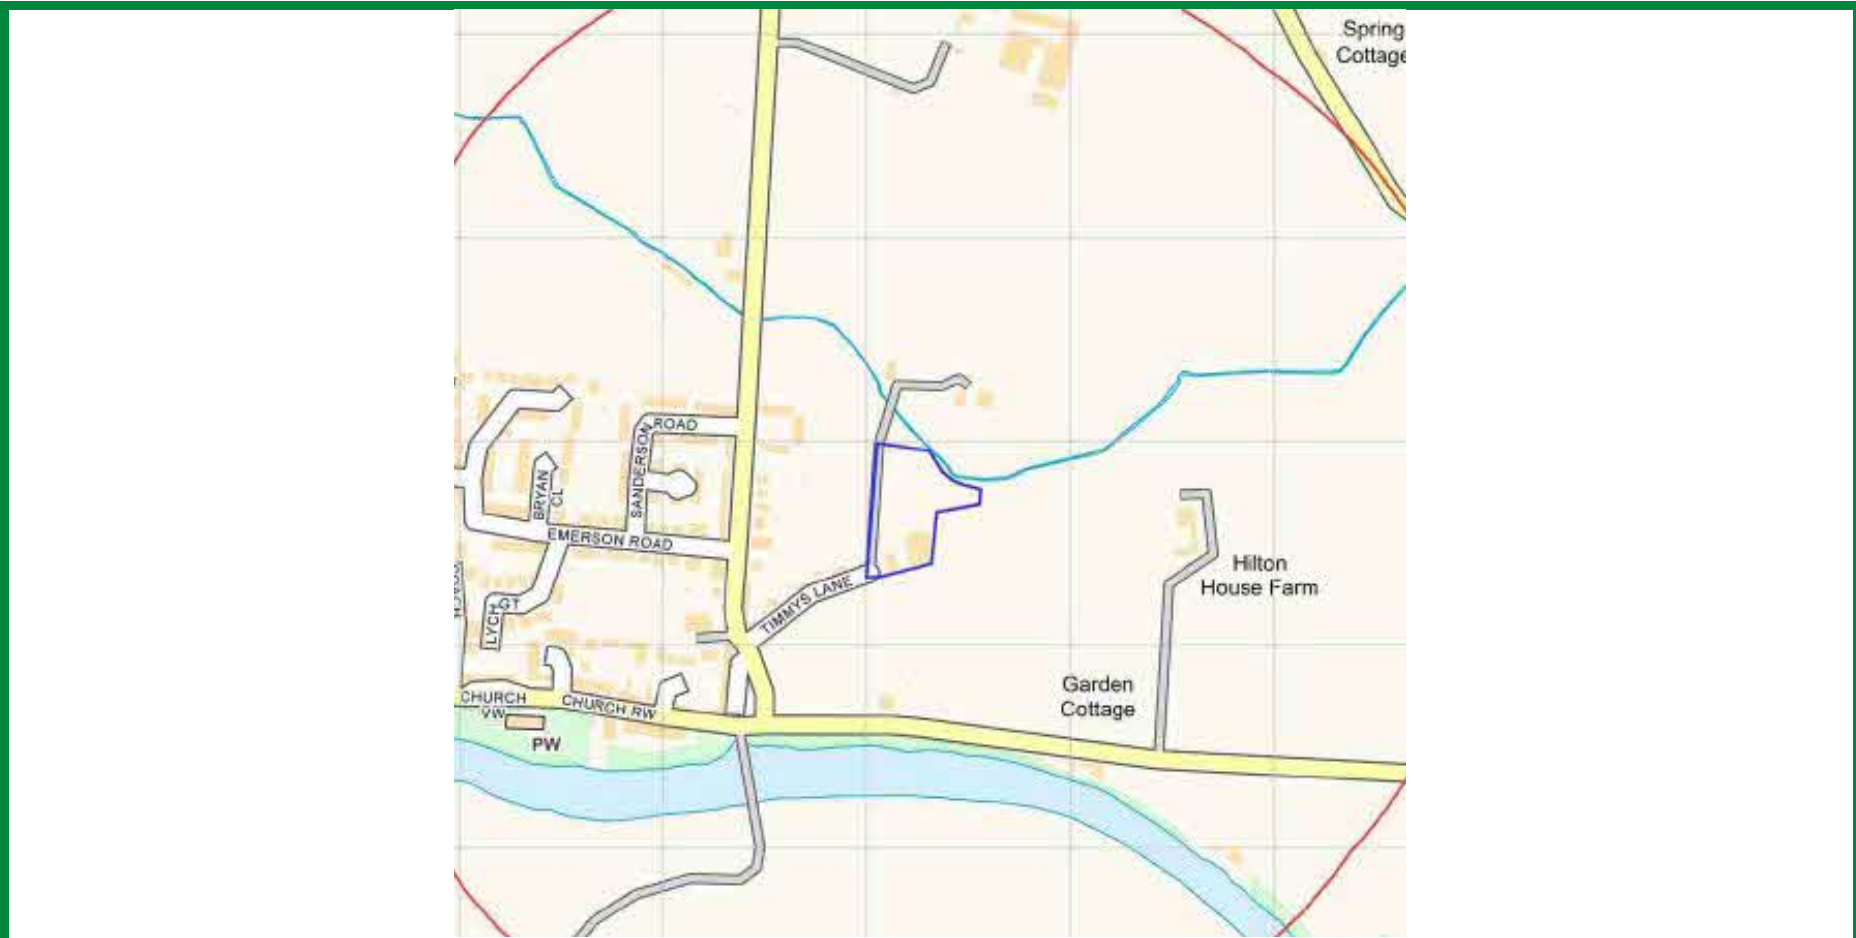 Spring
Cottage
SANDERSON
ROAD
BRYAN
CL
EMERSON ROAD
LYCH
GT
TIMMYS LANE
Hilton
House Farm
Garden
Cottage
CHURCH
VW
CHURCH RW
PW